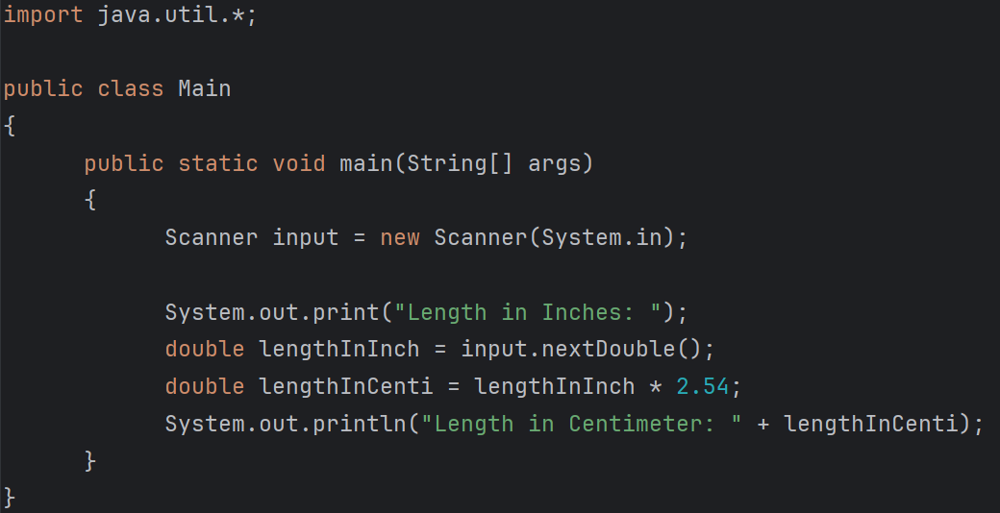 import java.util.*;
public class Main
{
public static void main(String[] args)
{
Scanner input = new Scanner(System.in);
System.out.print("Length in Inches: ");
double lengthInInch = input.nextDouble();
double lengthInCenti = lengthInInch * 2.54;
System.out.println("Length in Centimeter: " + lengthInCenti);
}
}